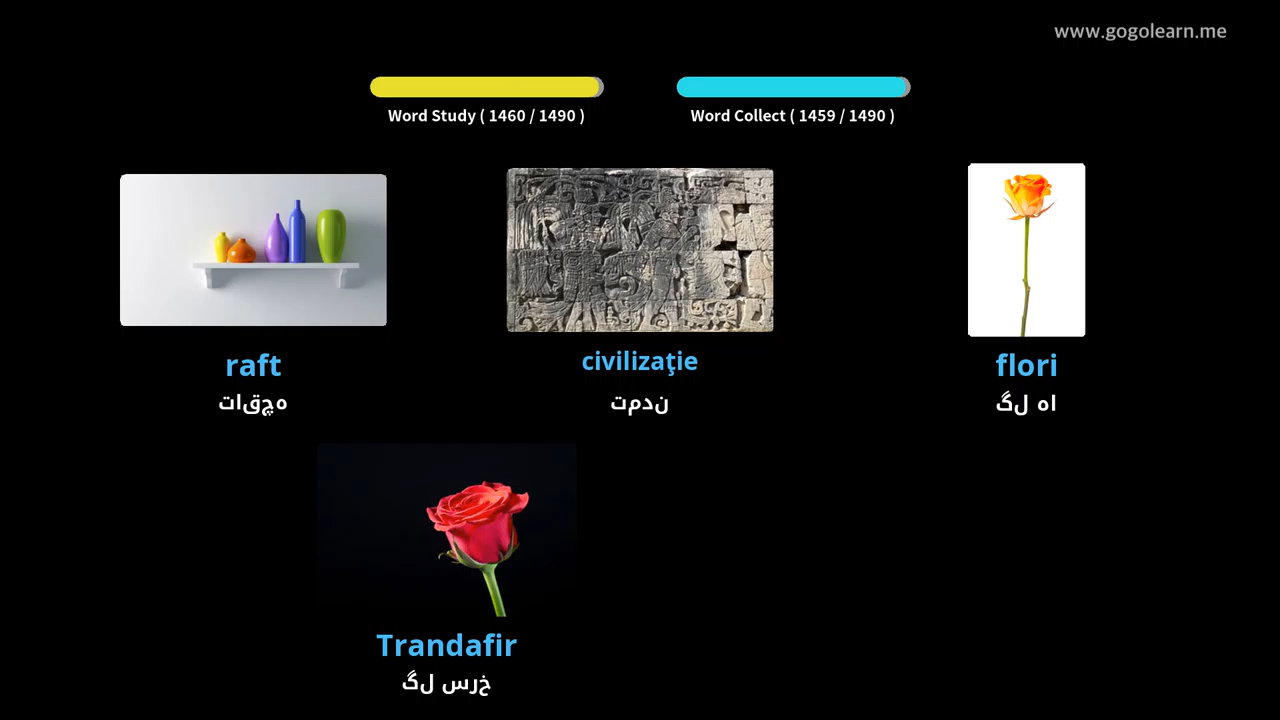 www.gogolearn.me
Word Study ( 1460 / 1490 )
Word Collect ( 1459 / 1490 )
raft
هچقات
civilizaţie
ندمت
flori
اه لگ
Trandafir
خرس لگ